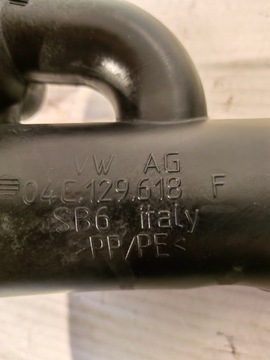 VW AG
04C.129.618 F
SB6 italy
>PP/PE<